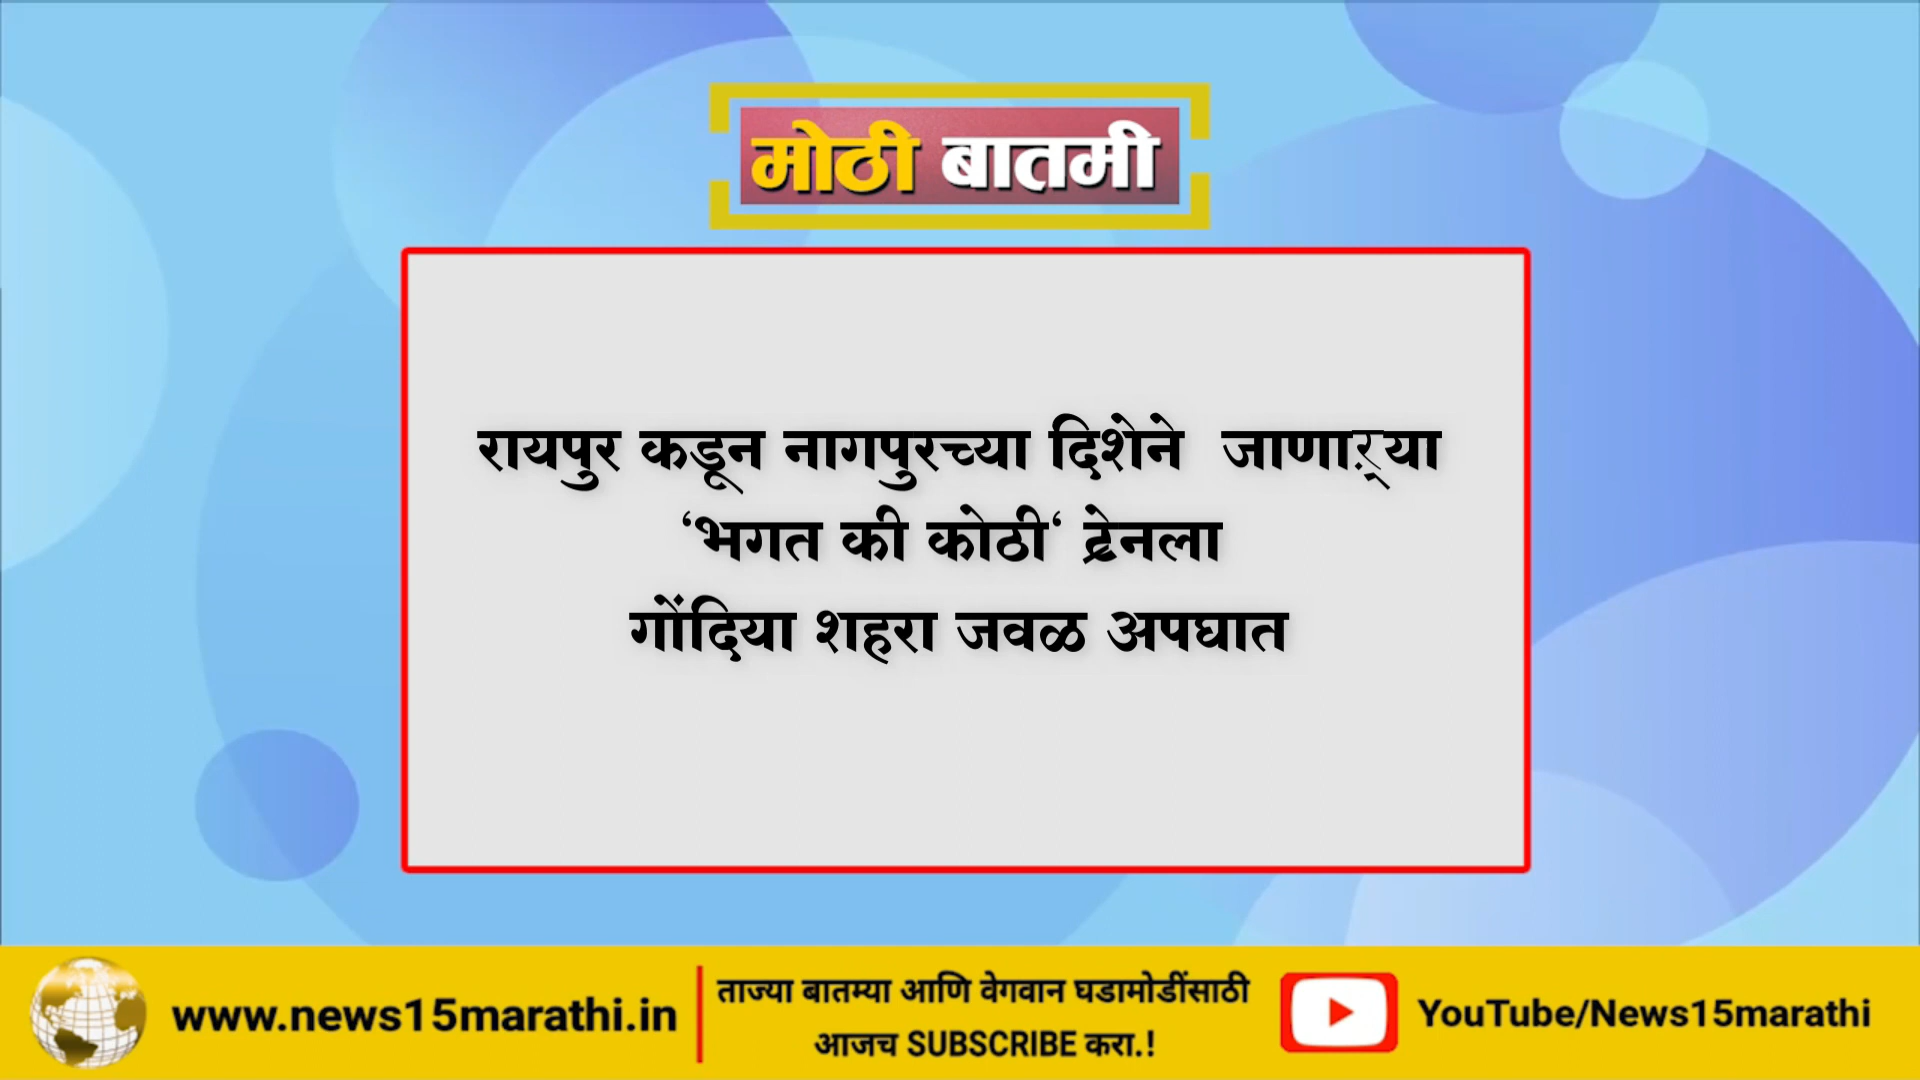 मोठी बातमी
रायपुर कडून नागपुरच्या दिशेने जाणाऱ्या
‘भगत की कोठी‘ ट्रेनला
गोंदिया शहरा जवळ अपघात
www.news15marathi.in
ताज्या बातम्या आणि वेगवान घडामोडींसाठी
आजच SUBSCRIBE करा.!
YouTube/News15marathi